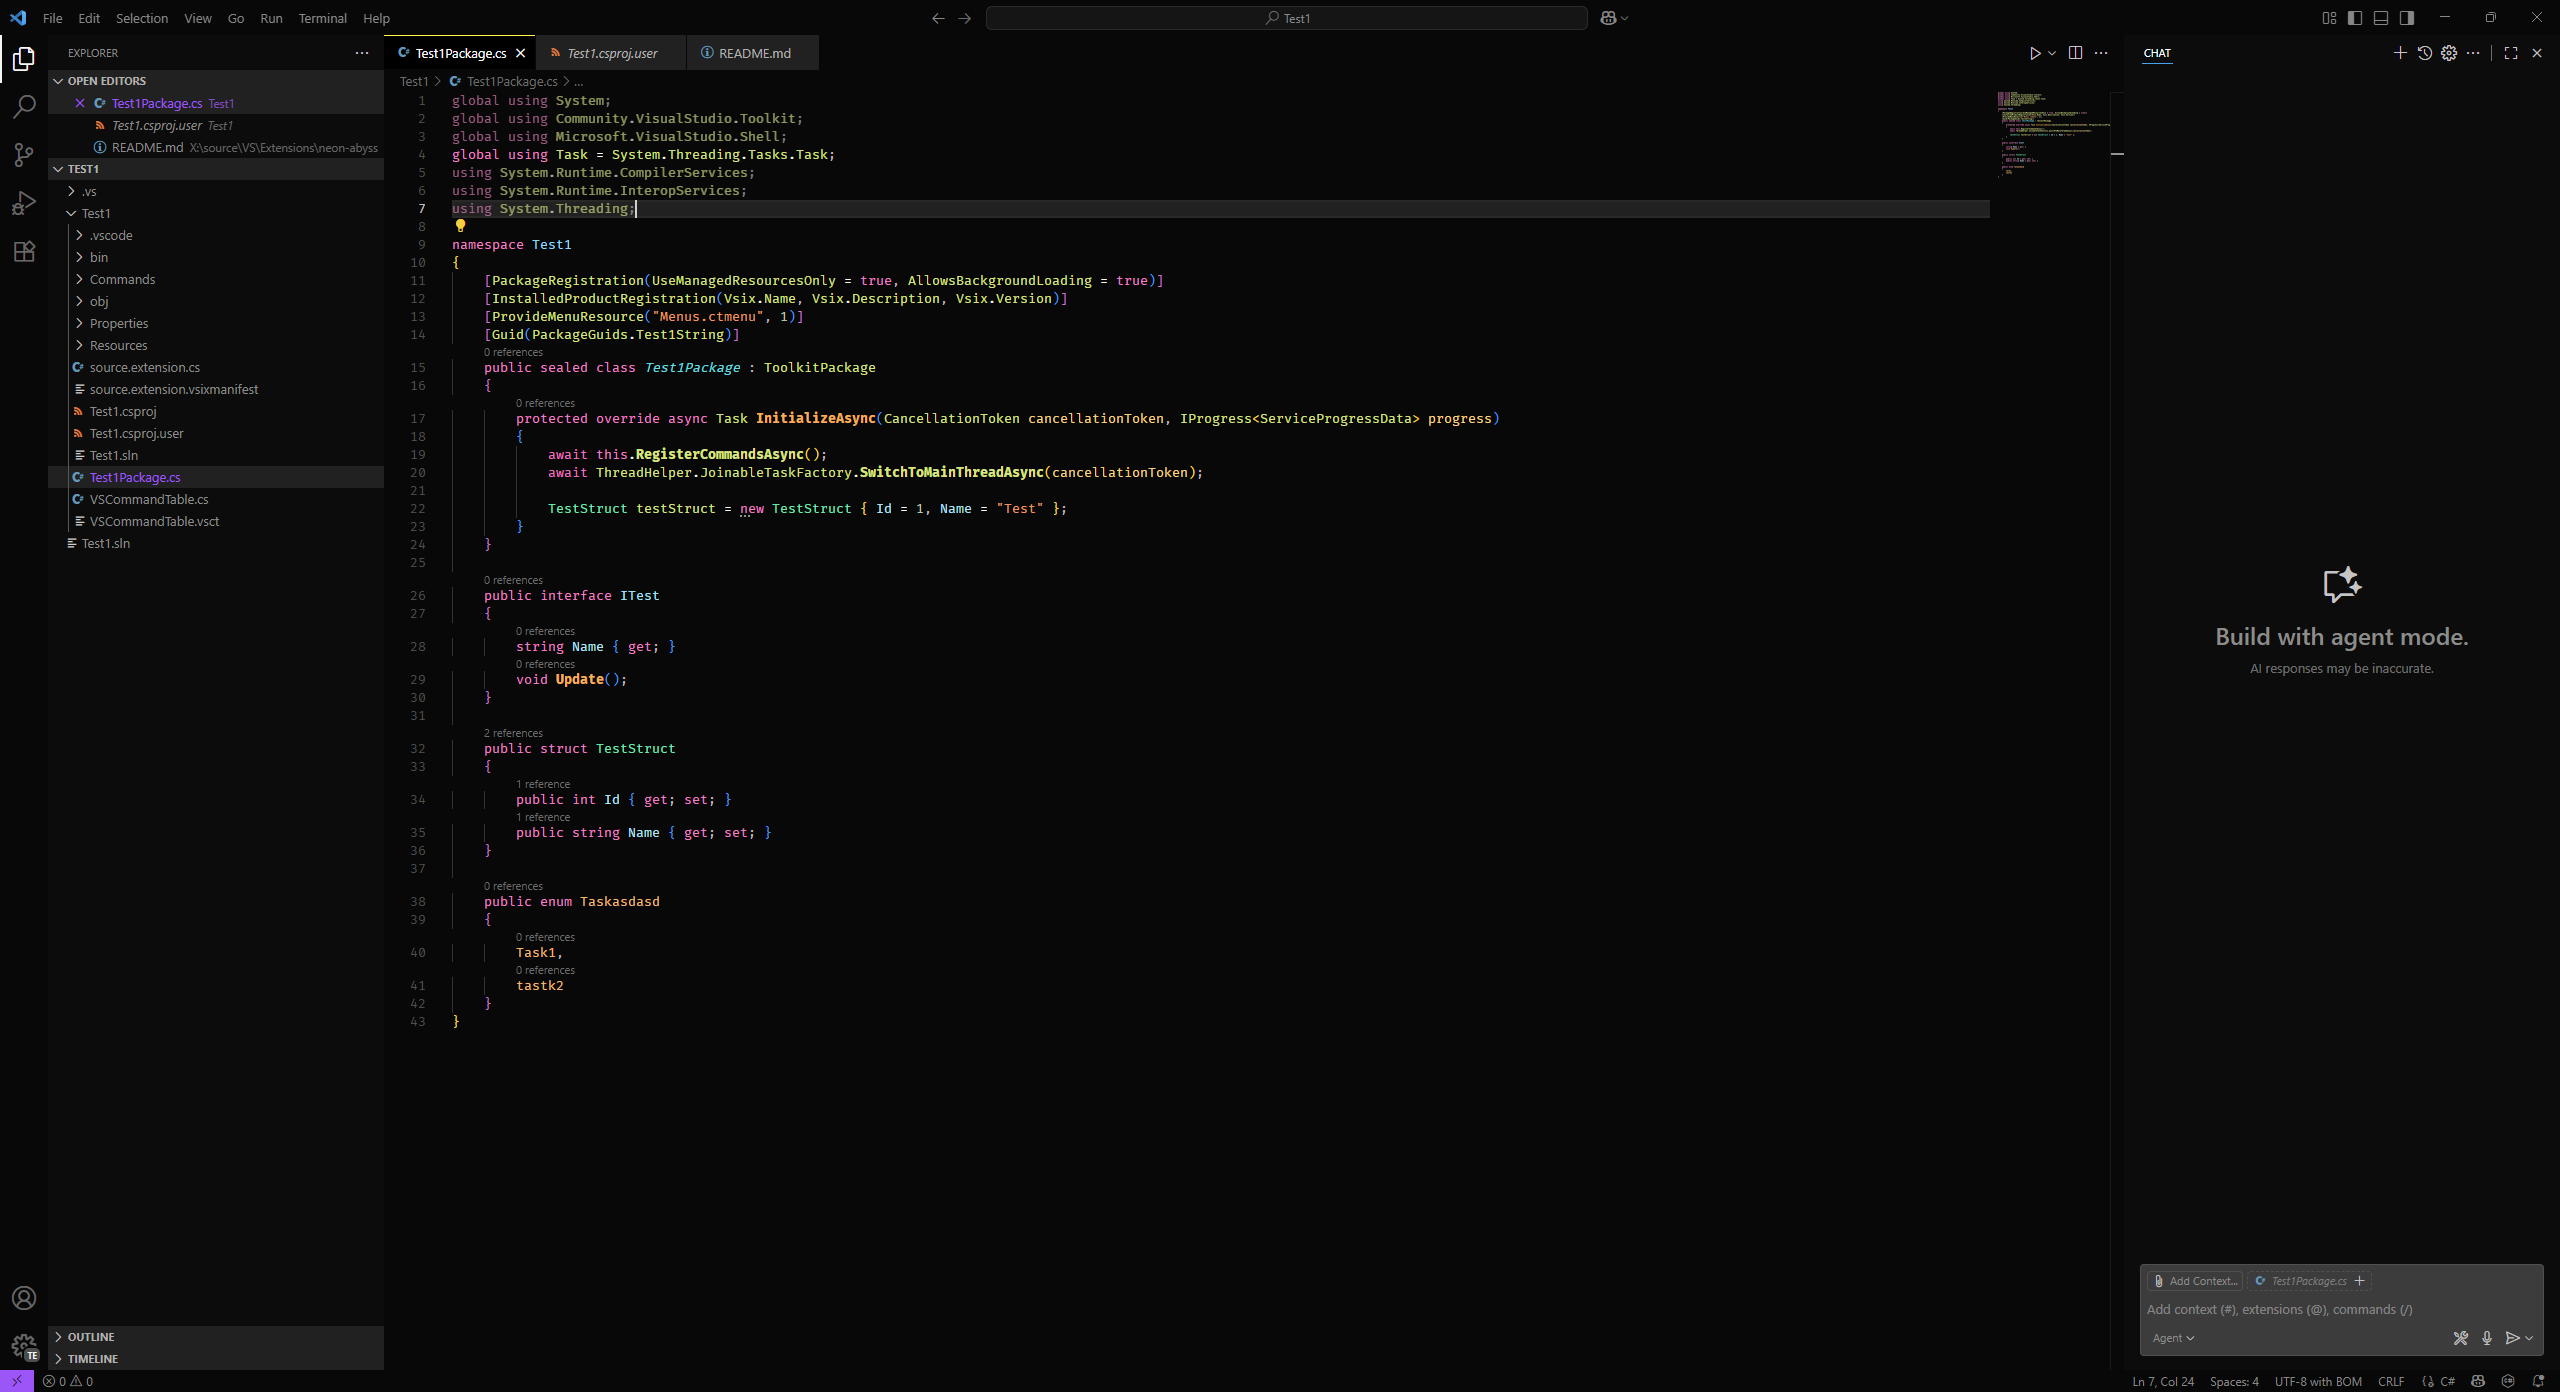 File Edit Selection View Go Run Terminal Help
Test1
EXPLORER
OPEN EDITORS
Test1Package.cs Test1
Test1.csproj.user Test1
README.md X:\source\VS\Extensions\neon-abyss
TEST1
.vs
Test1
.vscode
bin
Commands
obj
Properties
Resources
source.extension.cs
source.extension.vsixmanifest
Test1.csproj
Test1.csproj.user
Test1.sln
Test1Package.cs
VSCommandTable.cs
VSCommandTable.vsct
Test1.sln
OUTLINE
TIMELINE
TE
Test1Package.cs Test1.csproj.user README.md
Test1 > Test1Package.cs > ...
1 global using System;
2 global using Community.VisualStudio.Toolkit;
3 global using Microsoft.VisualStudio.Shell;
4 global using Task = System.Threading.Tasks.Task;
5 using System.Runtime.CompilerServices;
6 using System.Runtime.InteropServices;
7 using System.Threading;
8
9 namespace Test1
10 {
11 [PackageRegistration(UseManagedResourcesOnly = true, AllowsBackgroundLoading = true)]
12 [InstalledProductRegistration(Vsix.Name, Vsix.Description, Vsix.Version)]
13 [ProvideMenuResource("Menus.ctmenu", 1)]
14 [Guid(PackageGuids.Test1String)]
0 references
15 public sealed class Test1Package : ToolkitPackage
16 {
0 references
17 protected override async Task InitializeAsync(CancellationToken cancellationToken, IProgress<ServiceProgressData> progress)
18 {
19 await this.RegisterCommandsAsync();
20 await ThreadHelper.JoinableTaskFactory.SwitchToMainThreadAsync(cancellationToken);
21
22 TestStruct testStruct = new TestStruct { Id = 1, Name = "Test" };
23 }
24 }
25
0 references
26 public interface ITest
27 {
0 references
28 string Name { get; }
0 references
29 void Update();
30 }
31
2 references
32 public struct TestStruct
33 {
1 reference
34 public int Id { get; set; }
1 reference
35 public string Name { get; set; }
36 }
37
0 references
38 public enum Taskasdasd
39 {
0 references
40 Task1,
0 references
41 tastk2
42 }
43 }
CHAT
Build with agent mode.
AI responses may be inaccurate.
Add Context... Test1Package.cs
Add context (#), extensions (@), commands (/)
Agent
0 0
Ln 7, Col 24 Spaces: 4 UTF-8 with BOM CRLF C#